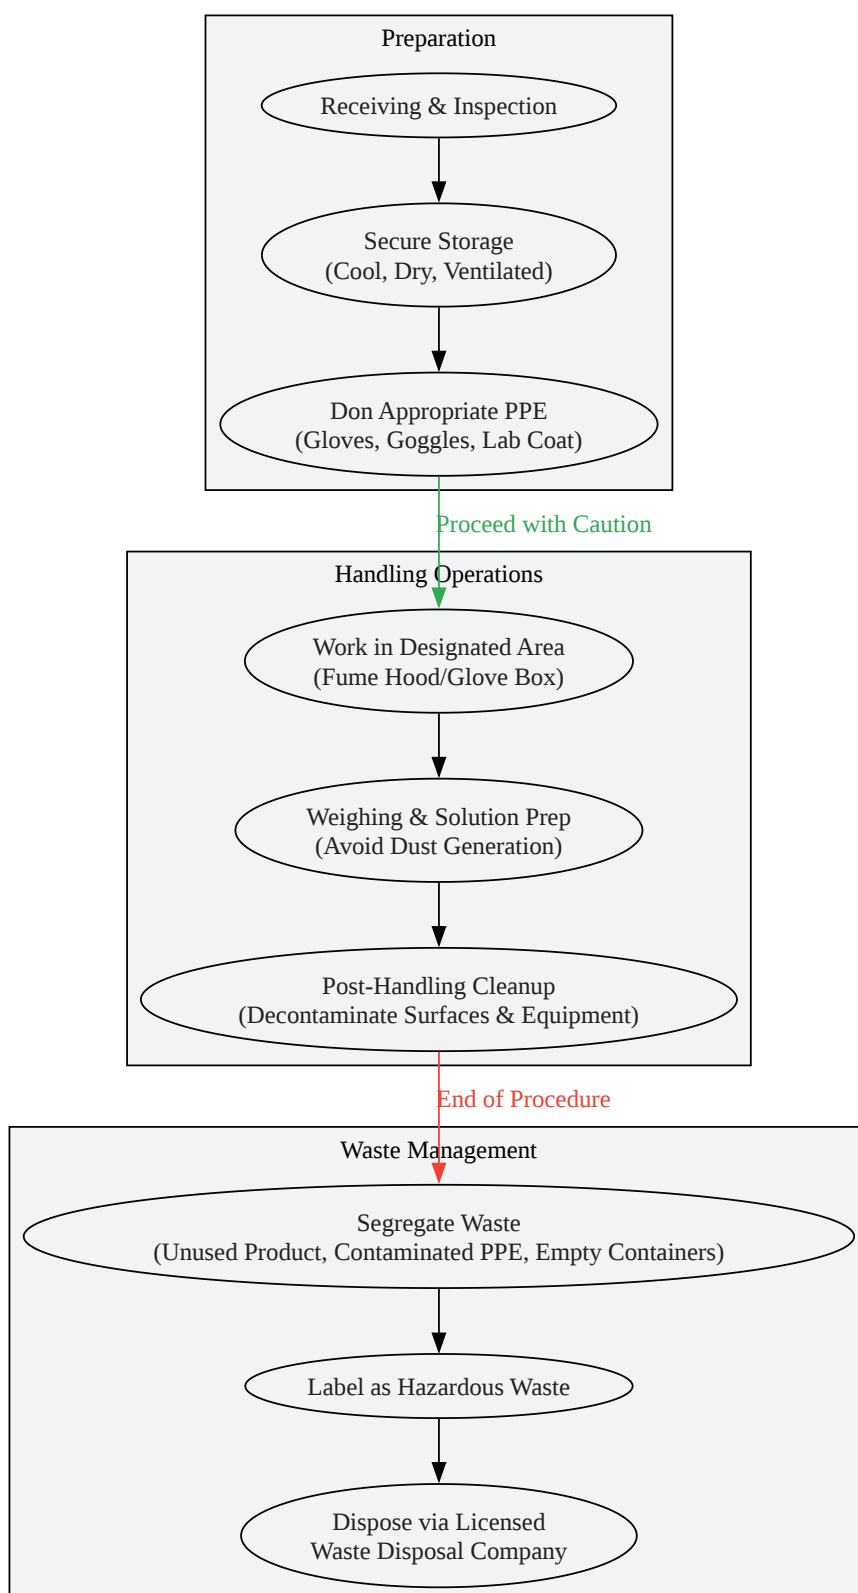 Preparation
Receiving & Inspection
Secure Storage
(Cool, Dry, Ventilated)
Don Appropriate PPE
(Gloves, Goggles, Lab Coat)
Proceed with Caution
Handling Operations
Work in Designated Area
(Fume Hood/Glove Box)
Weighing & Solution Prep
(Avoid Dust Generation)
Post-Handling Cleanup
(Decontaminate Surfaces & Equipment)
End of Procedure
Waste Management
Segregate Waste
(Unused Product, Contaminated PPE, Empty Containers)
Label as Hazardous Waste
Dispose via Licensed
Waste Disposal Company